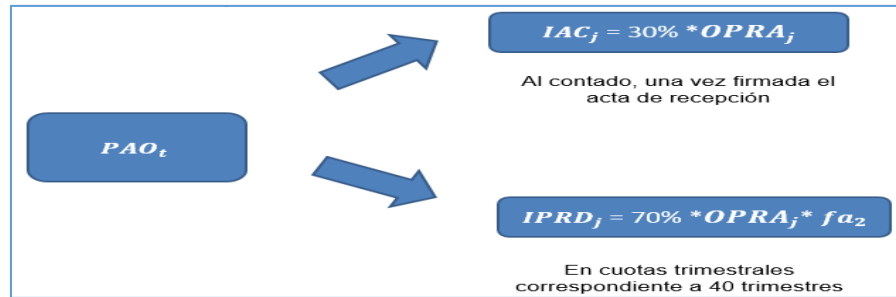 IAC_j = 30% *OPRA_j
Al contado, una vez firmada el
acta de recepción
PAO_t
IPRD_j = 70% *OPRA_j* fa_2
En cuotas trimestrales
correspondiente a 40 trimestres